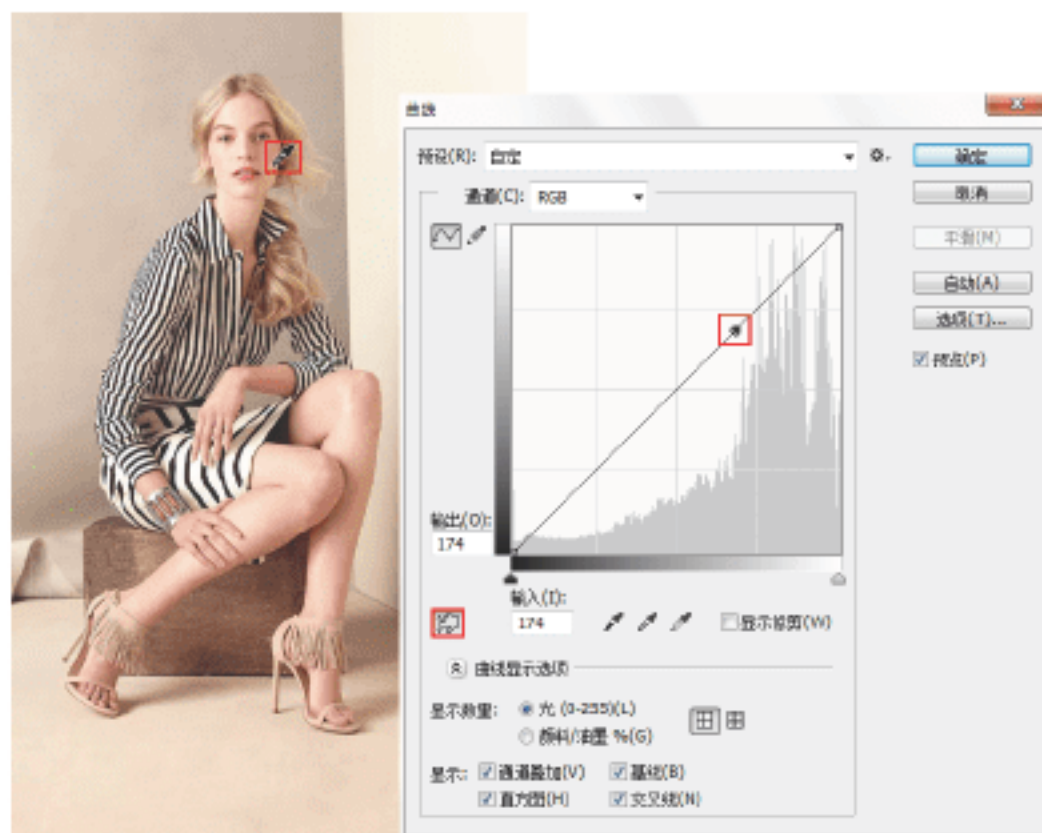 曲线
预设(R): 自定
确定
通道(C): RGB
取消
平滑(M)
自动(A)
选项(T)...
预览(P)
输出(O):
174
输入(I):
174
显示修剪(W)
曲线显示选项
显示数量: 光 (0-255)(L)
颜料/油墨 %(G)
显示: 通道叠加(V) 基线(B)
直方图(H) 交叉线(N)